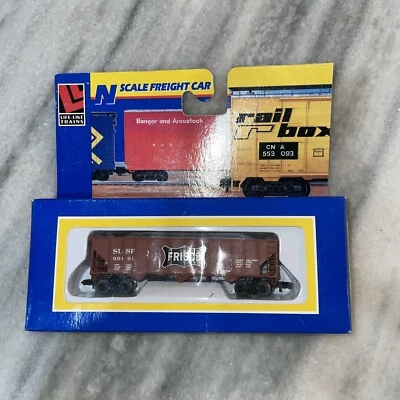 LIFE-LIKE
TRAINS
N SCALE FREIGHT CAR
Bangor and Aroostook
B A R
rail
box
CN A
553 093
SL-SF
FRISCO